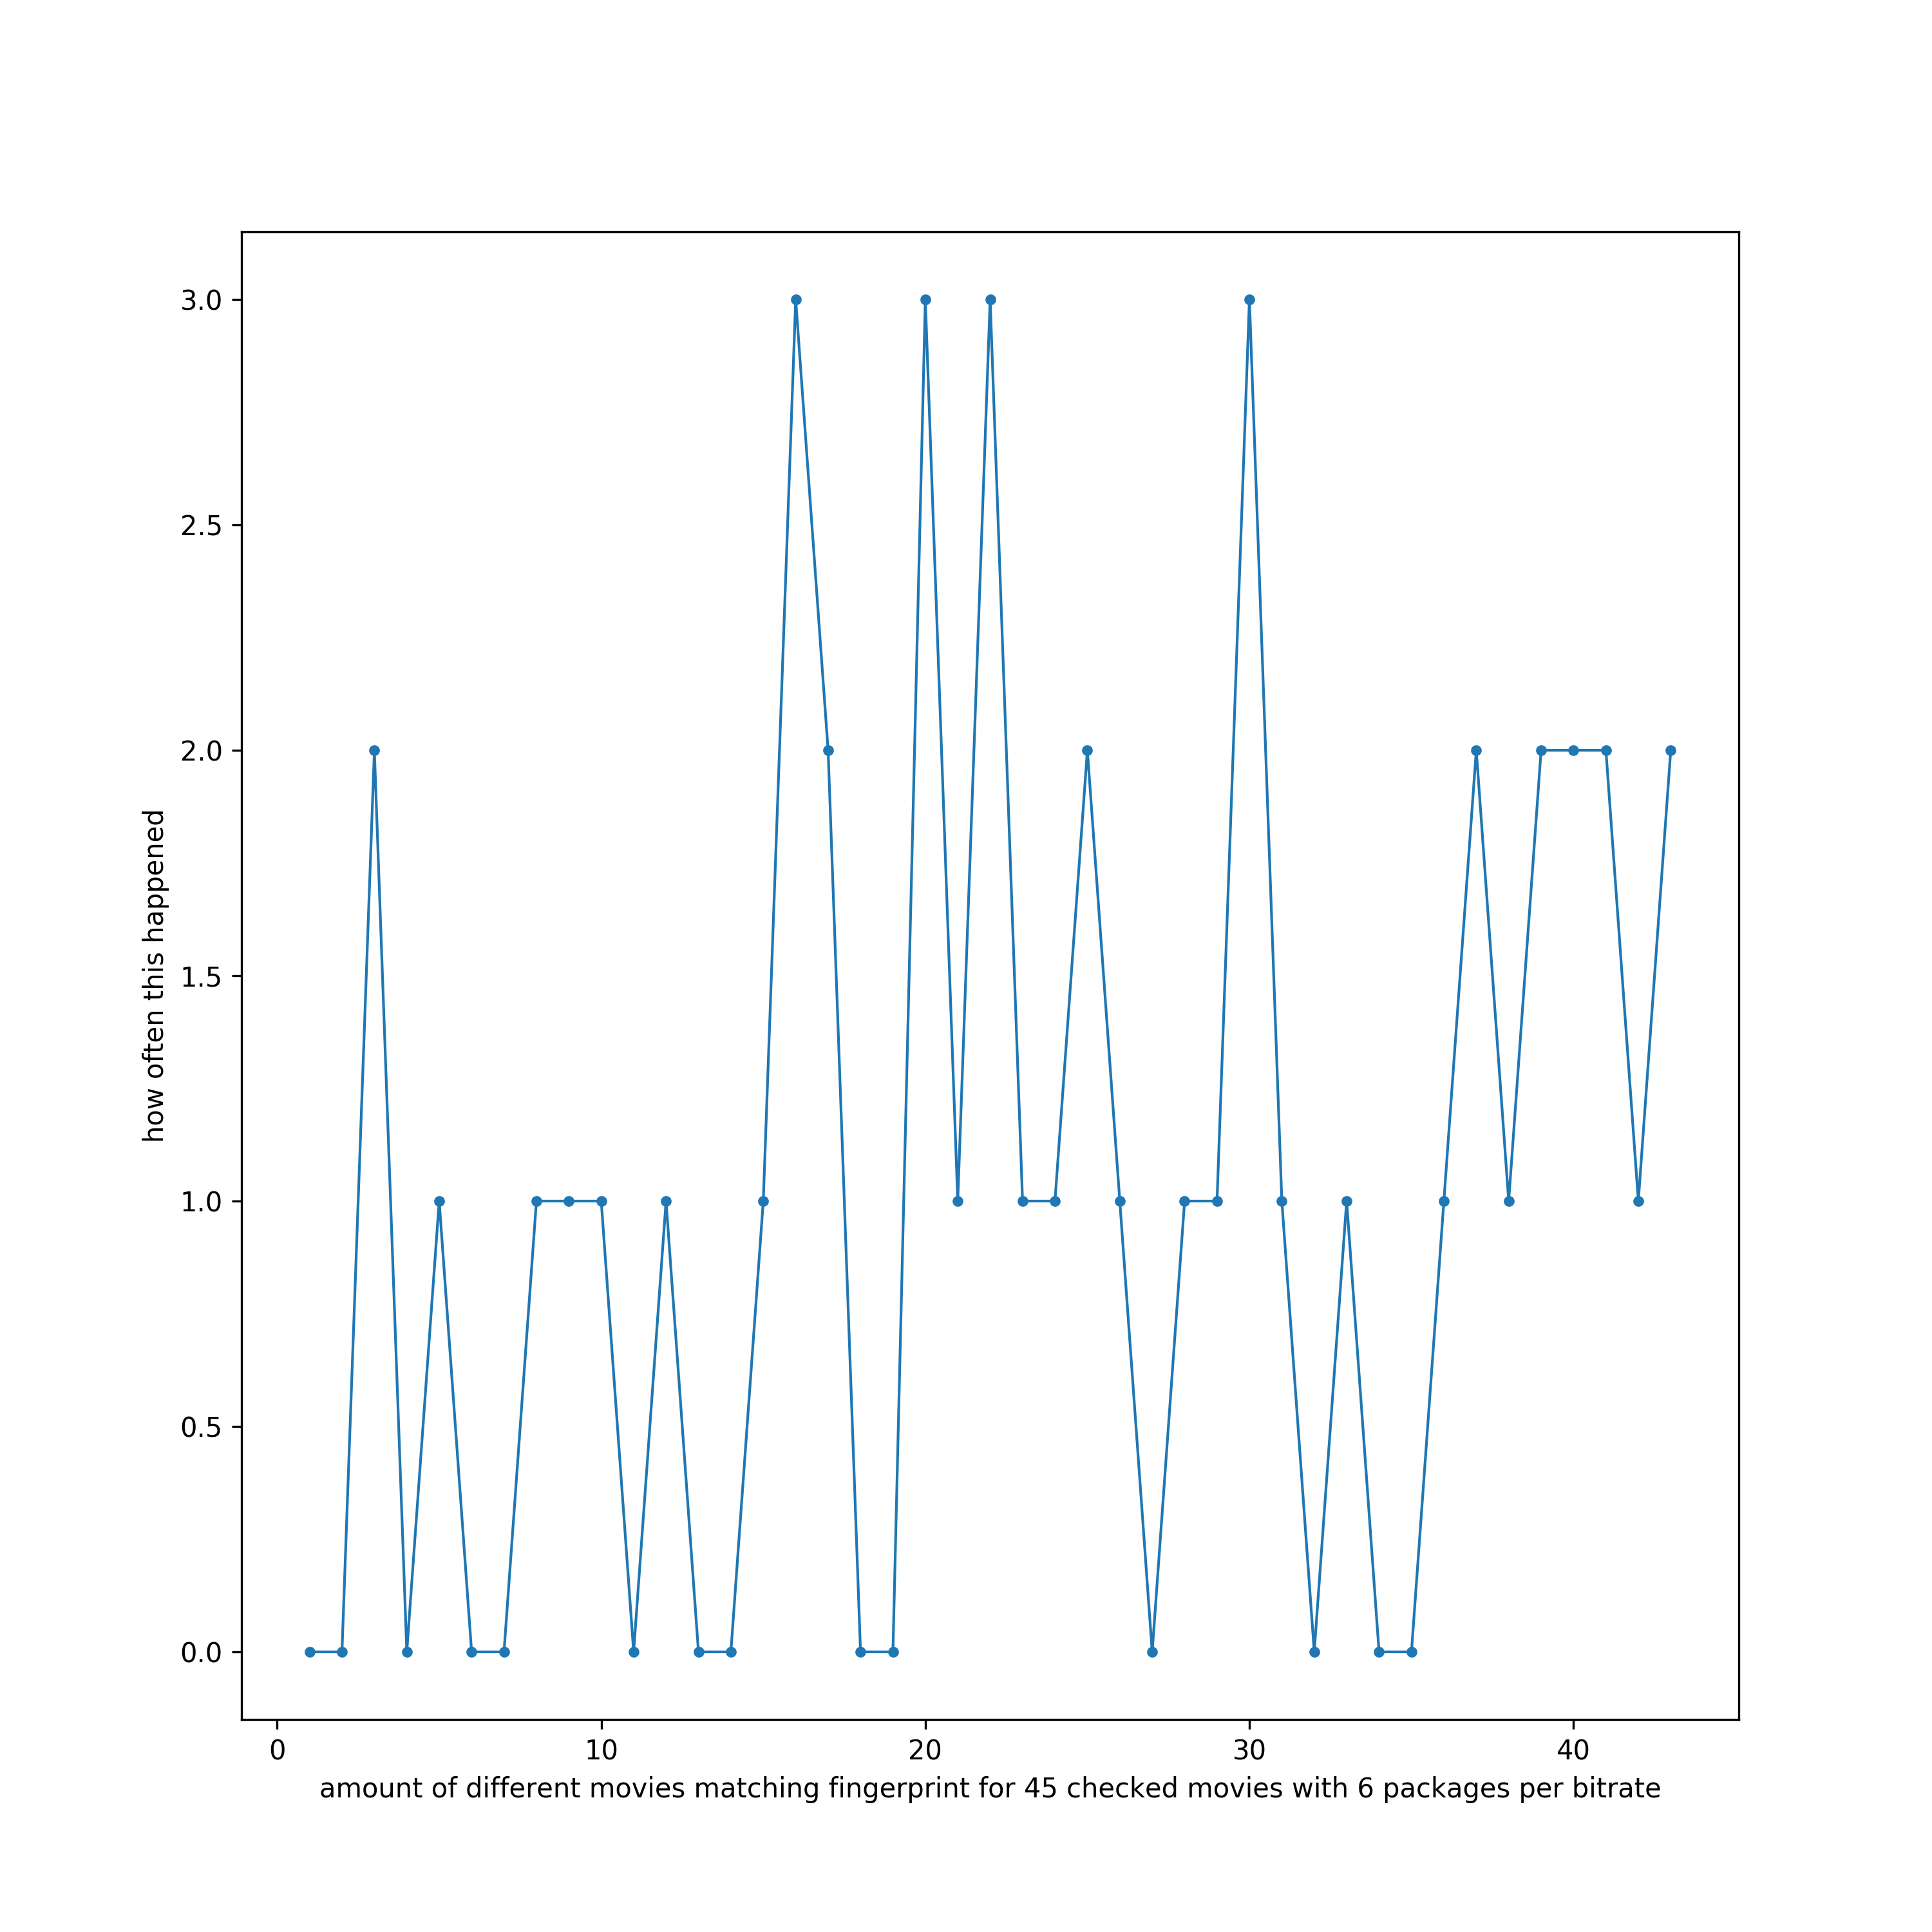 3.0
2.5
2.0
1.5
1.0
0.5
0.0
how often this happened
0 10 20 30 40
amount of different movies matching fingerprint for 45 checked movies with 6 packages per bitrate